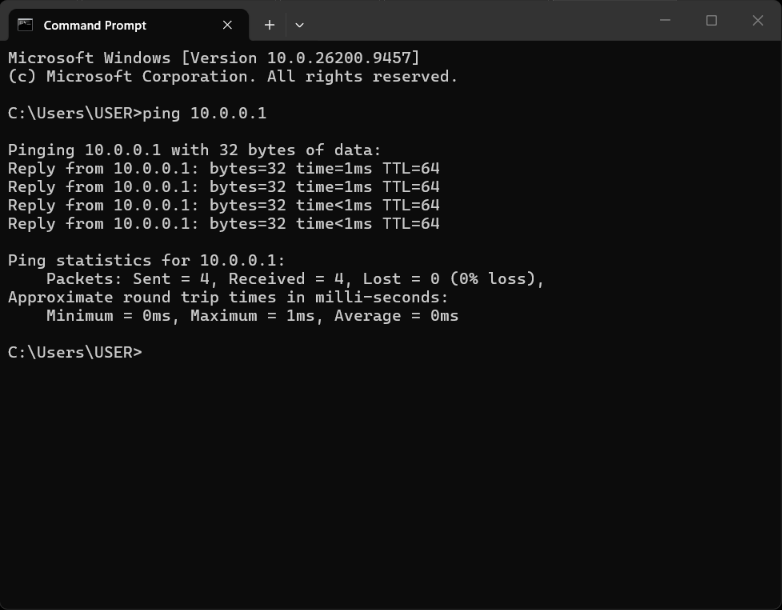 Command Prompt
Microsoft Windows [Version 10.0.26200.9457]
(c) Microsoft Corporation. All rights reserved.
C:\Users\USER>ping 10.0.0.1
Pinging 10.0.0.1 with 32 bytes of data:
Reply from 10.0.0.1: bytes=32 time=1ms TTL=64
Reply from 10.0.0.1: bytes=32 time=1ms TTL=64
Reply from 10.0.0.1: bytes=32 time<1ms TTL=64
Reply from 10.0.0.1: bytes=32 time<1ms TTL=64
Ping statistics for 10.0.0.1:
    Packets: Sent = 4, Received = 4, Lost = 0 (0% loss),
Approximate round trip times in milli-seconds:
    Minimum = 0ms, Maximum = 1ms, Average = 0ms
C:\Users\USER>